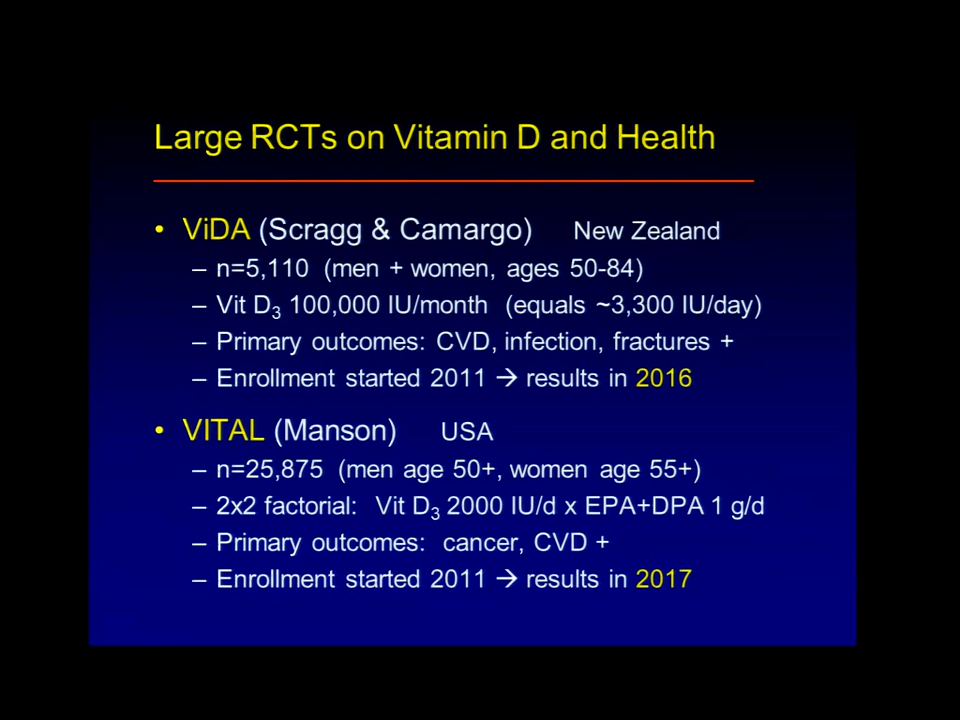 Large RCTs on Vitamin D and Health
• ViDA (Scragg & Camargo) New Zealand
– n=5,110 (men + women, ages 50-84)
– Vit D3 100,000 IU/month (equals ~3,300 IU/day)
– Primary outcomes: CVD, infection, fractures +
– Enrollment started 2011 → results in 2016
• VITAL (Manson) USA
– n=25,875 (men age 50+, women age 55+)
– 2x2 factorial: Vit D3 2000 IU/d x EPA+DPA 1 g/d
– Primary outcomes: cancer, CVD +
– Enrollment started 2011 → results in 2017